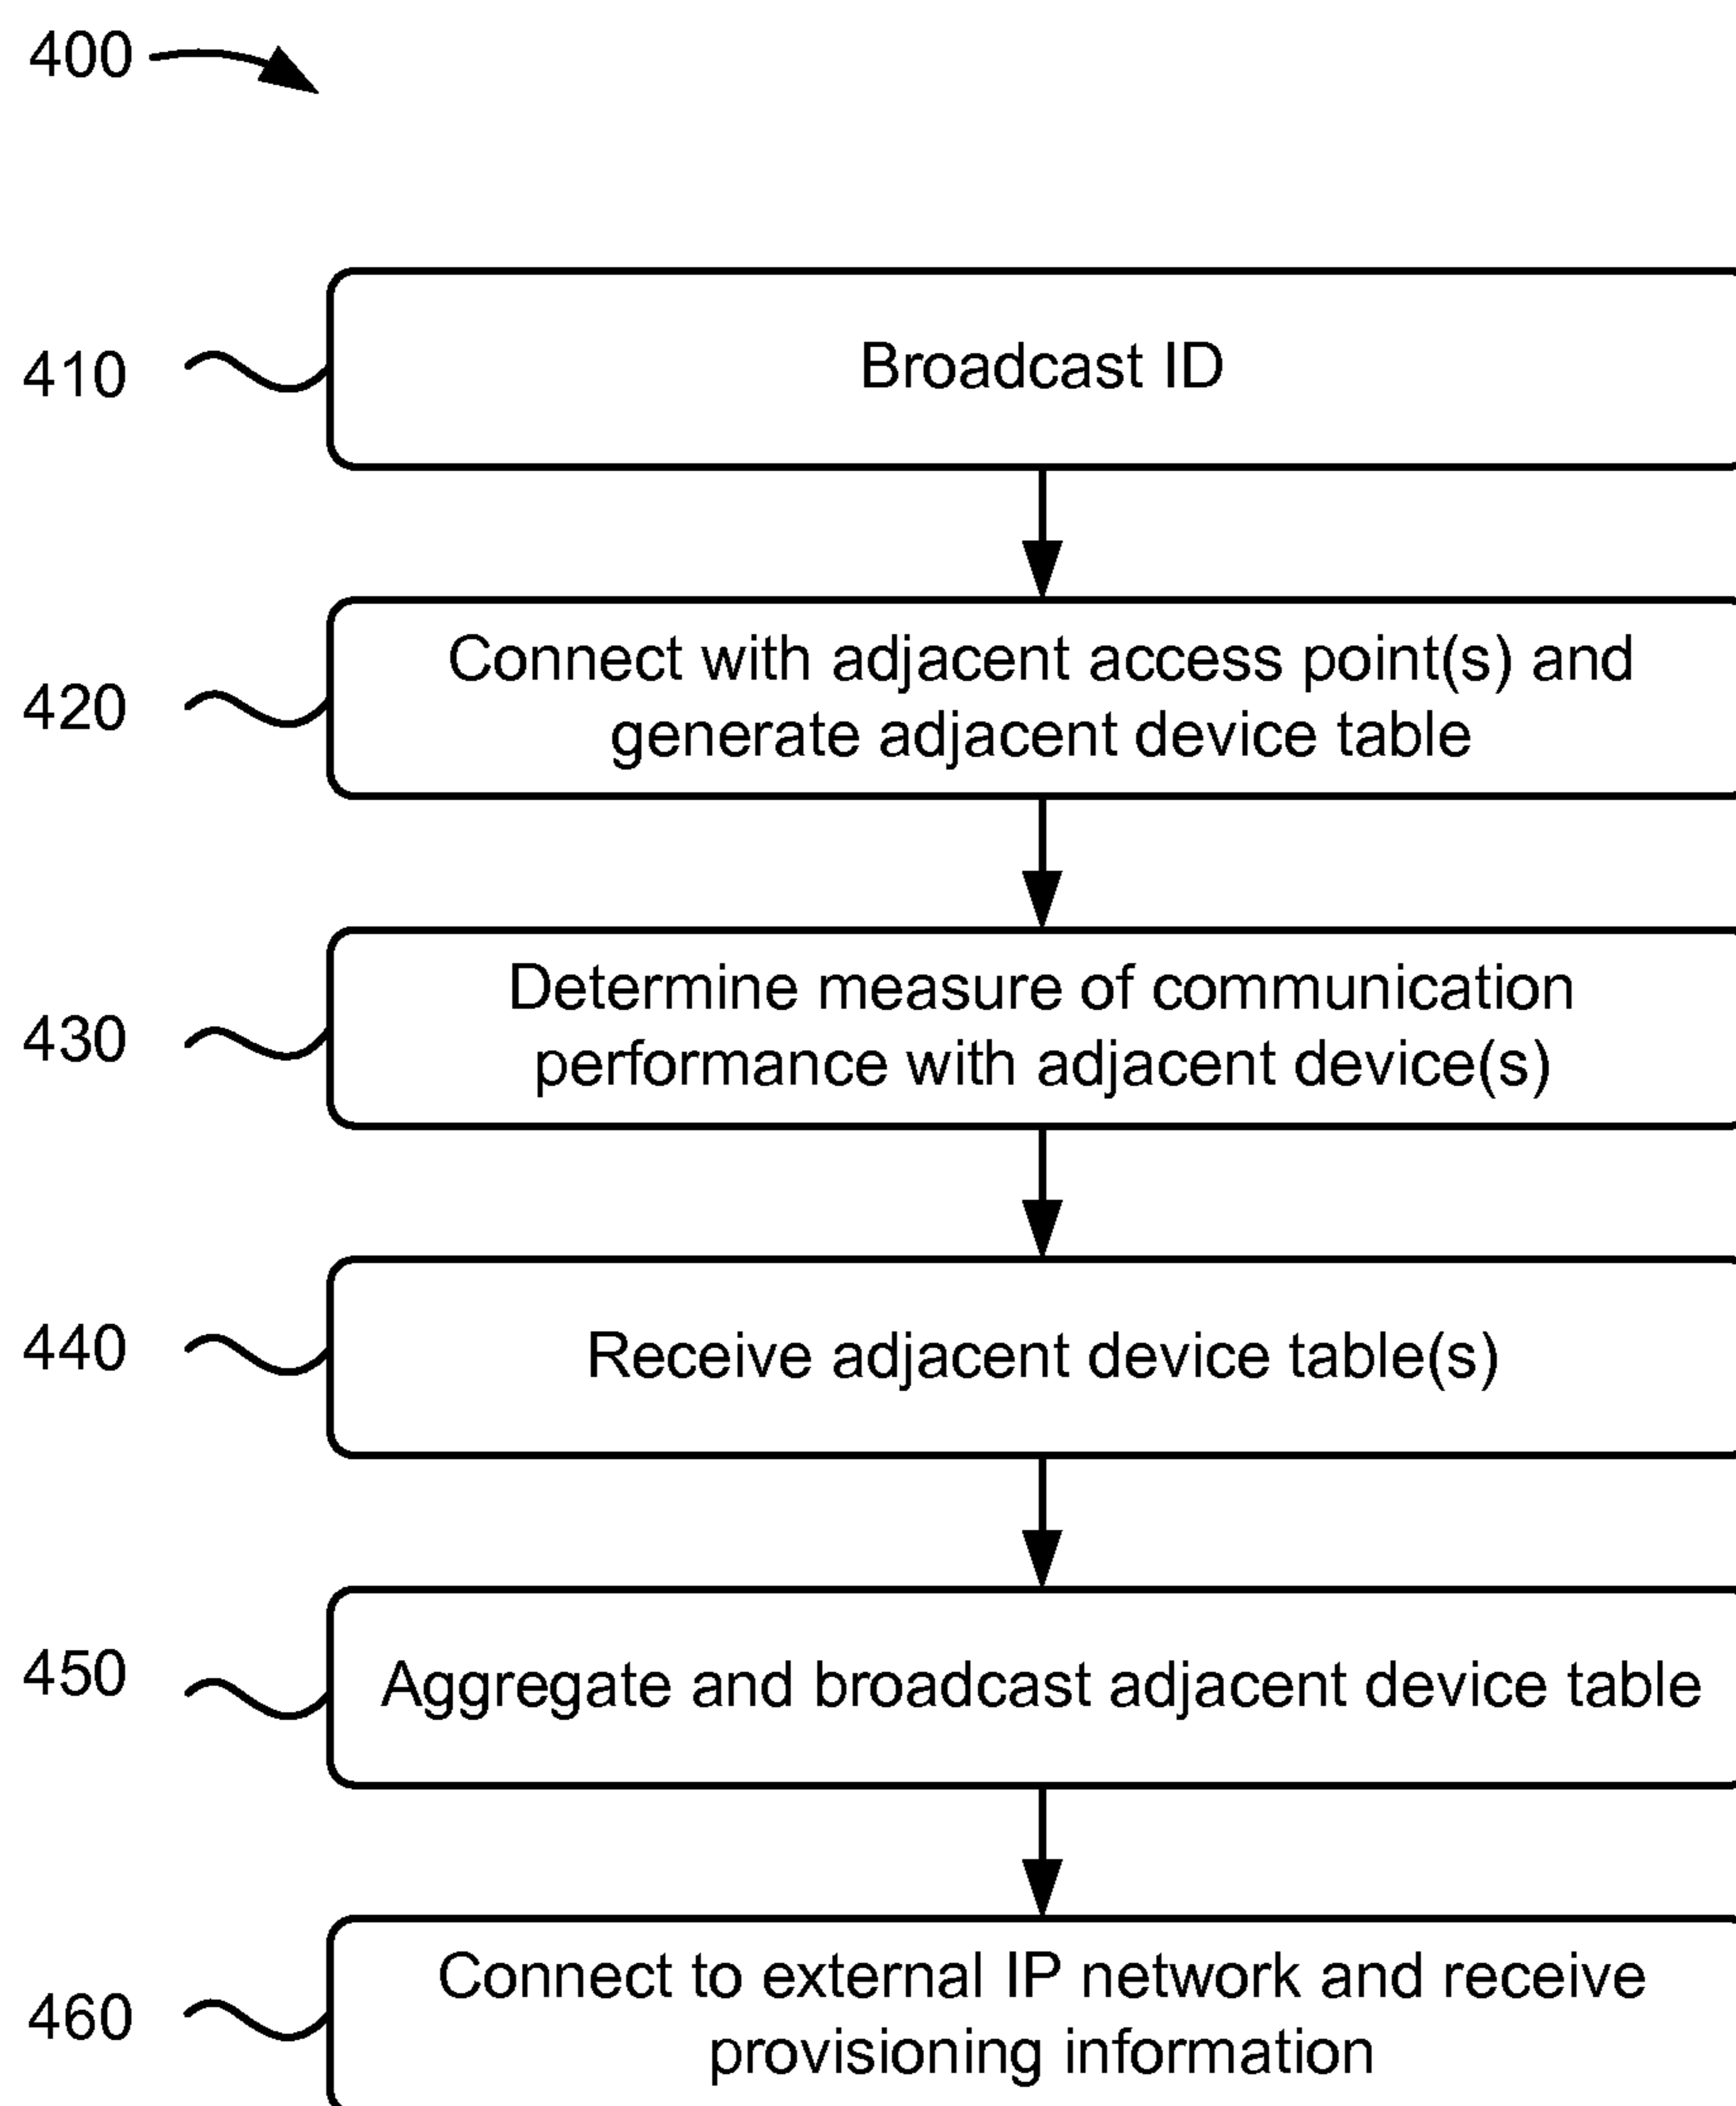 400
410
Broadcast ID
420
Connect with adjacent access point(s) and
generate adjacent device table
430
Determine measure of communication
performance with adjacent device(s)
440
Receive adjacent device table(s)
450
Aggregate and broadcast adjacent device table
460
Connect to external IP network and receive
provisioning information